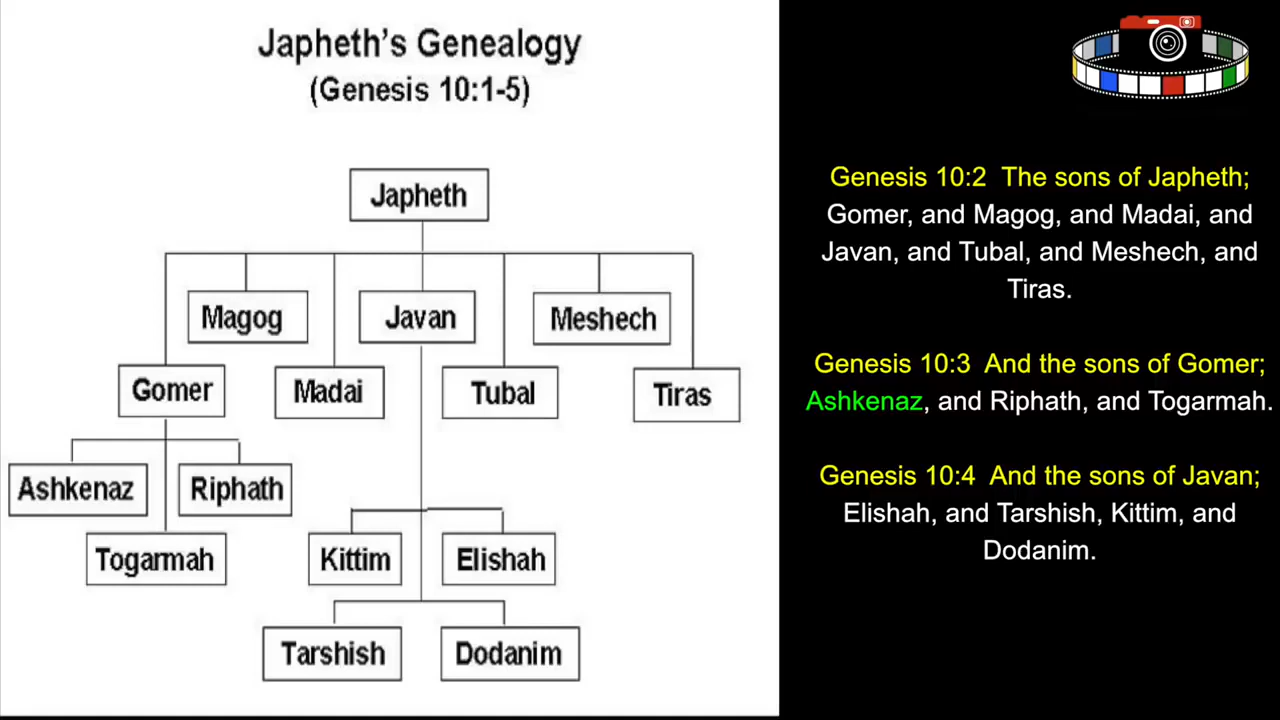 Japheth's Genealogy
(Genesis 10:1-5)
Japheth
Magog
Javan
Meshech
Gomer
Madai
Tubal
Tiras
Ashkenaz
Riphath
Togarmah
Kittim
Elishah
Tarshish
Dodanim
Genesis 10:2 The sons of Japheth;
Gomer, and Magog, and Madai, and
Javan, and Tubal, and Meshech, and
Tiras.
Genesis 10:3 And the sons of Gomer;
Ashkenaz, and Riphath, and Togarmah.
Genesis 10:4 And the sons of Javan;
Elishah, and Tarshish, Kittim, and
Dodanim.